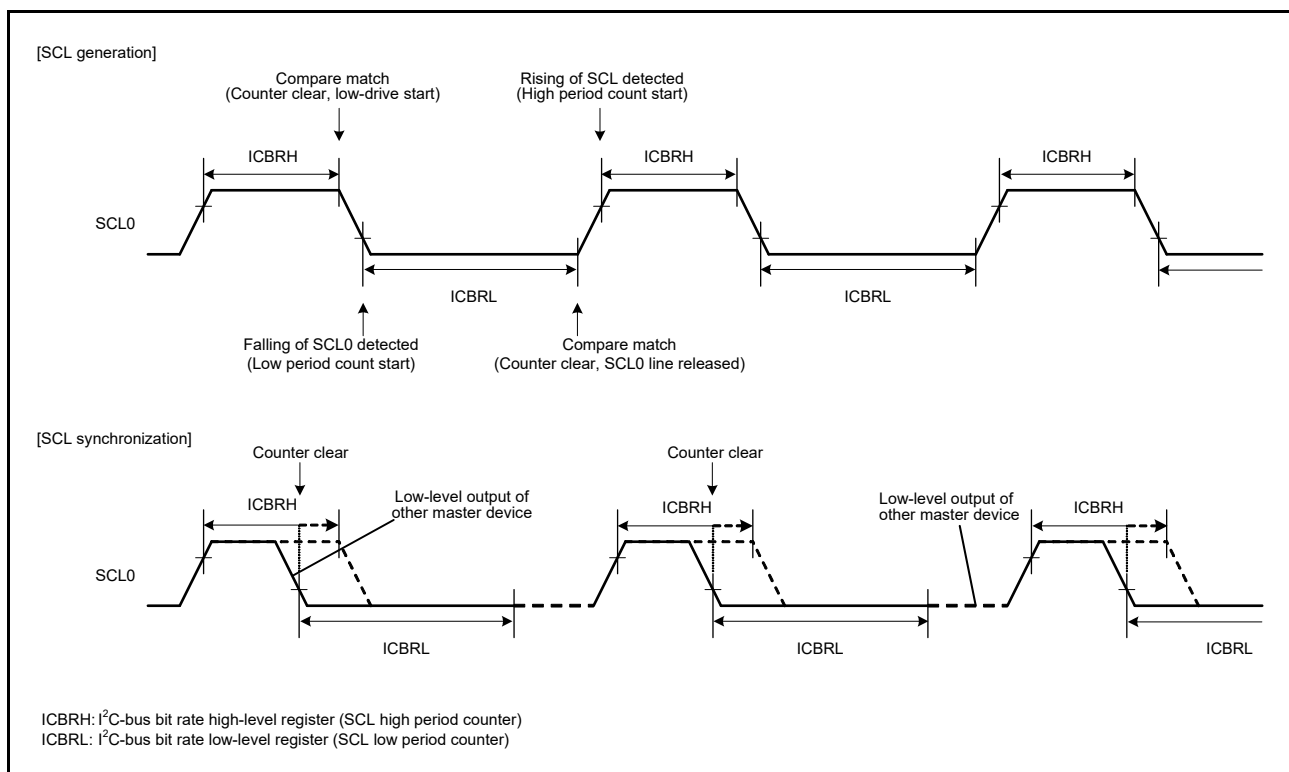 [SCL generation]
Compare match
(Counter clear, low-drive start)
Rising of SCL detected
(High period count start)
ICBRH
ICBRH
ICBRH
SCL0
ICBRL
ICBRL
Falling of SCL0 detected
(Low period count start)
Compare match
(Counter clear, SCL0 line released)
[SCL synchronization]
Counter clear
Counter clear
ICBRH
Low-level output of
other master device
ICBRH
Low-level output of
other master device
ICBRH
SCL0
ICBRL
ICBRL
ICBRL
ICBRH: I²C-bus bit rate high-level register (SCL high period counter)
ICBRL: I²C-bus bit rate low-level register (SCL low period counter)